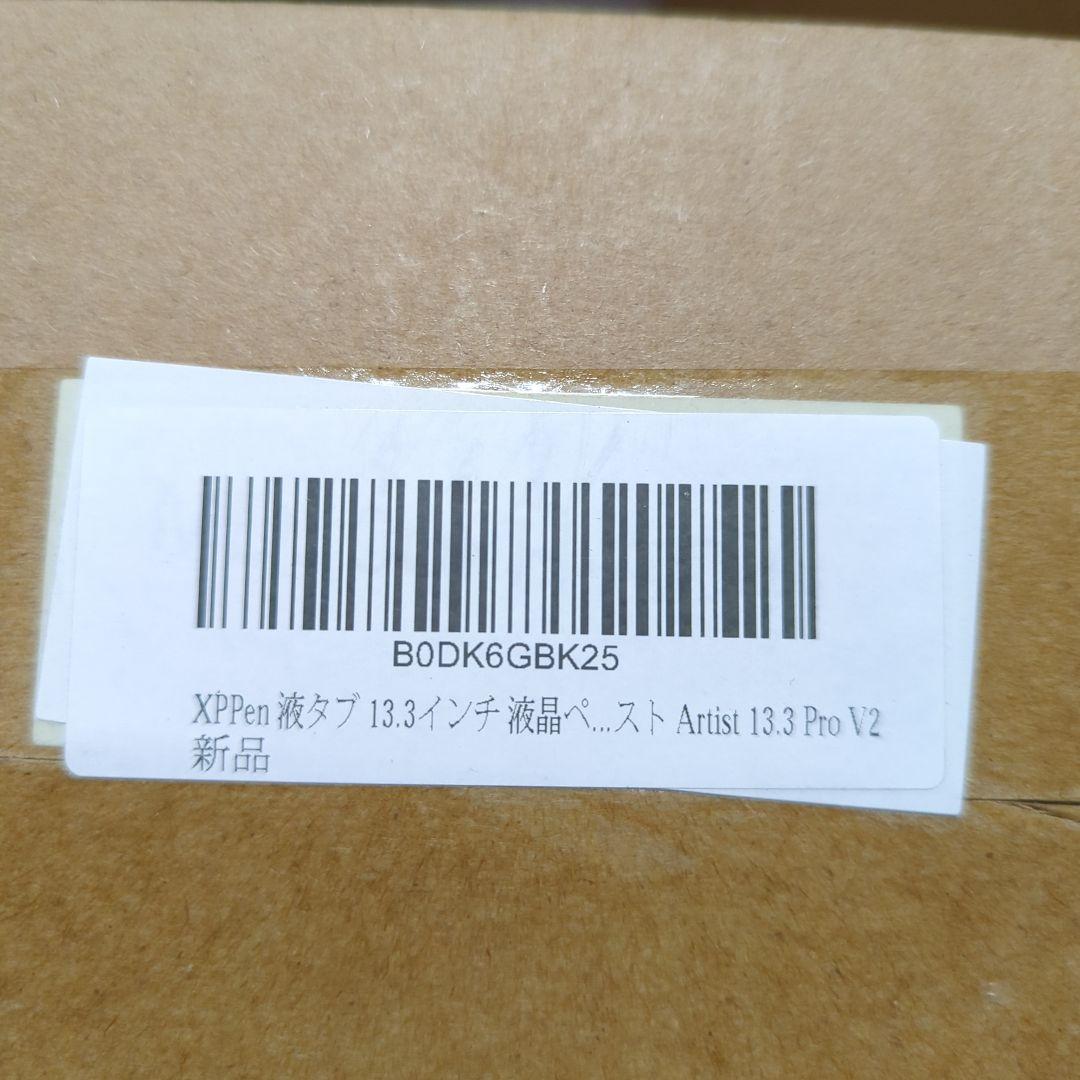 B0DK6GBK25
XPPen 液タブ 13.3インチ 液晶ペ...スト Artist 13.3 Pro V2
新品